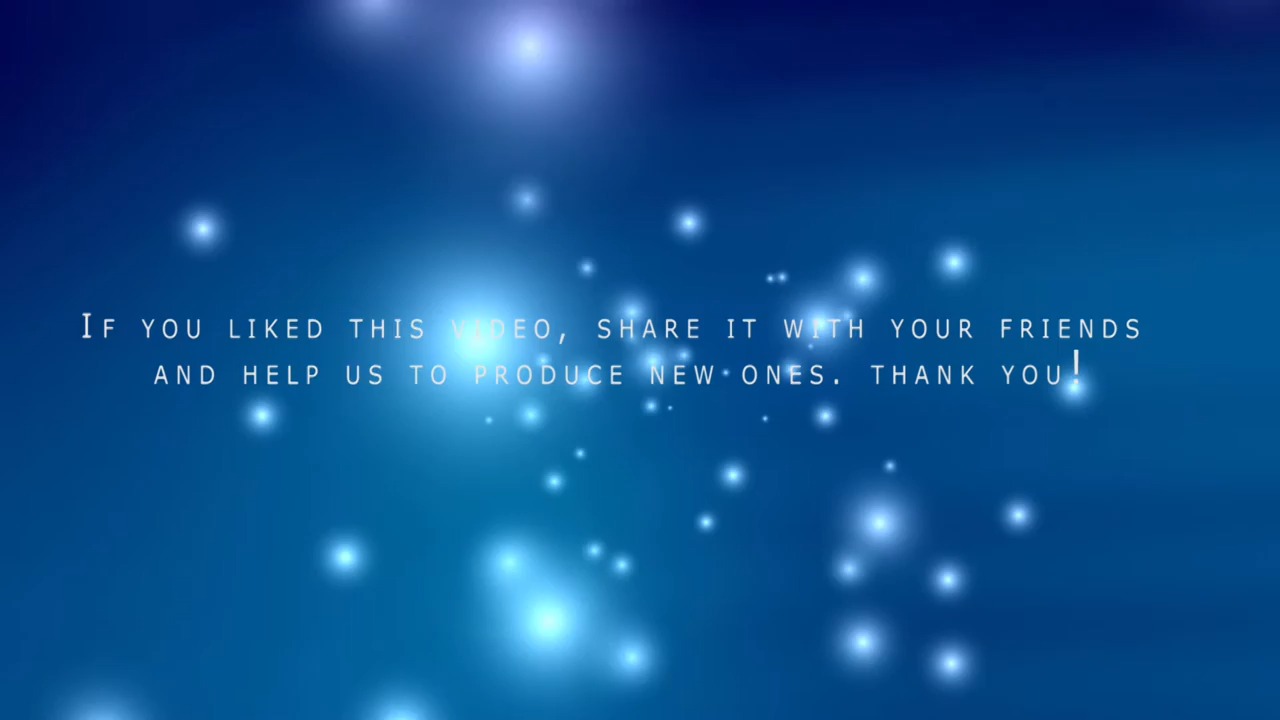 If you liked this video, share it with your friends
and help us to produce new ones. thank you!